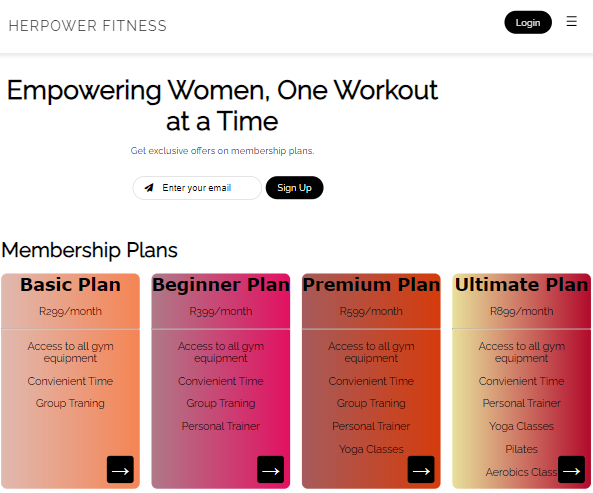 HERPOWER FITNESS
Login
Empowering Women, One Workout
at a Time
Get exclusive offers on membership plans.
Enter your email
Sign Up
Membership Plans
Basic Plan
R299/month
Access to all gym
equipment
Convienient Time
Group Traning
→
Beginner Plan
R399/month
Access to all gym
equipment
Convienient Time
Group Traning
Personal Trainer
→
Premium Plan
R599/month
Access to all gym
equipment
Convienient Time
Group Traning
Personal Trainer
Yoga Classes
→
Ultimate Plan
R899/month
Access to all gym
equipment
Convienient Time
Personal Trainer
Yoga Classes
Pilates
Aerobics Class
→